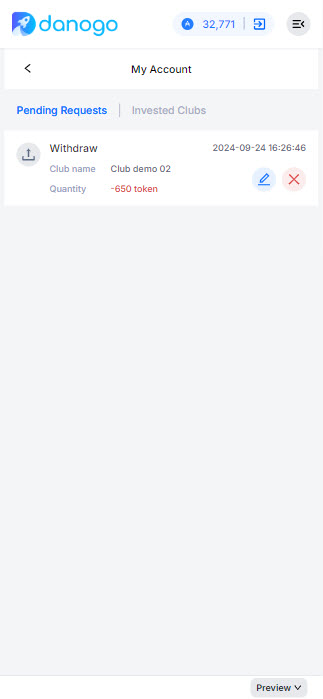 danogo
32,771
My Account
Pending Requests | Invested Clubs
Withdraw 2024-09-24 16:26:46
Club name Club demo 02
Quantity -650 token
Preview